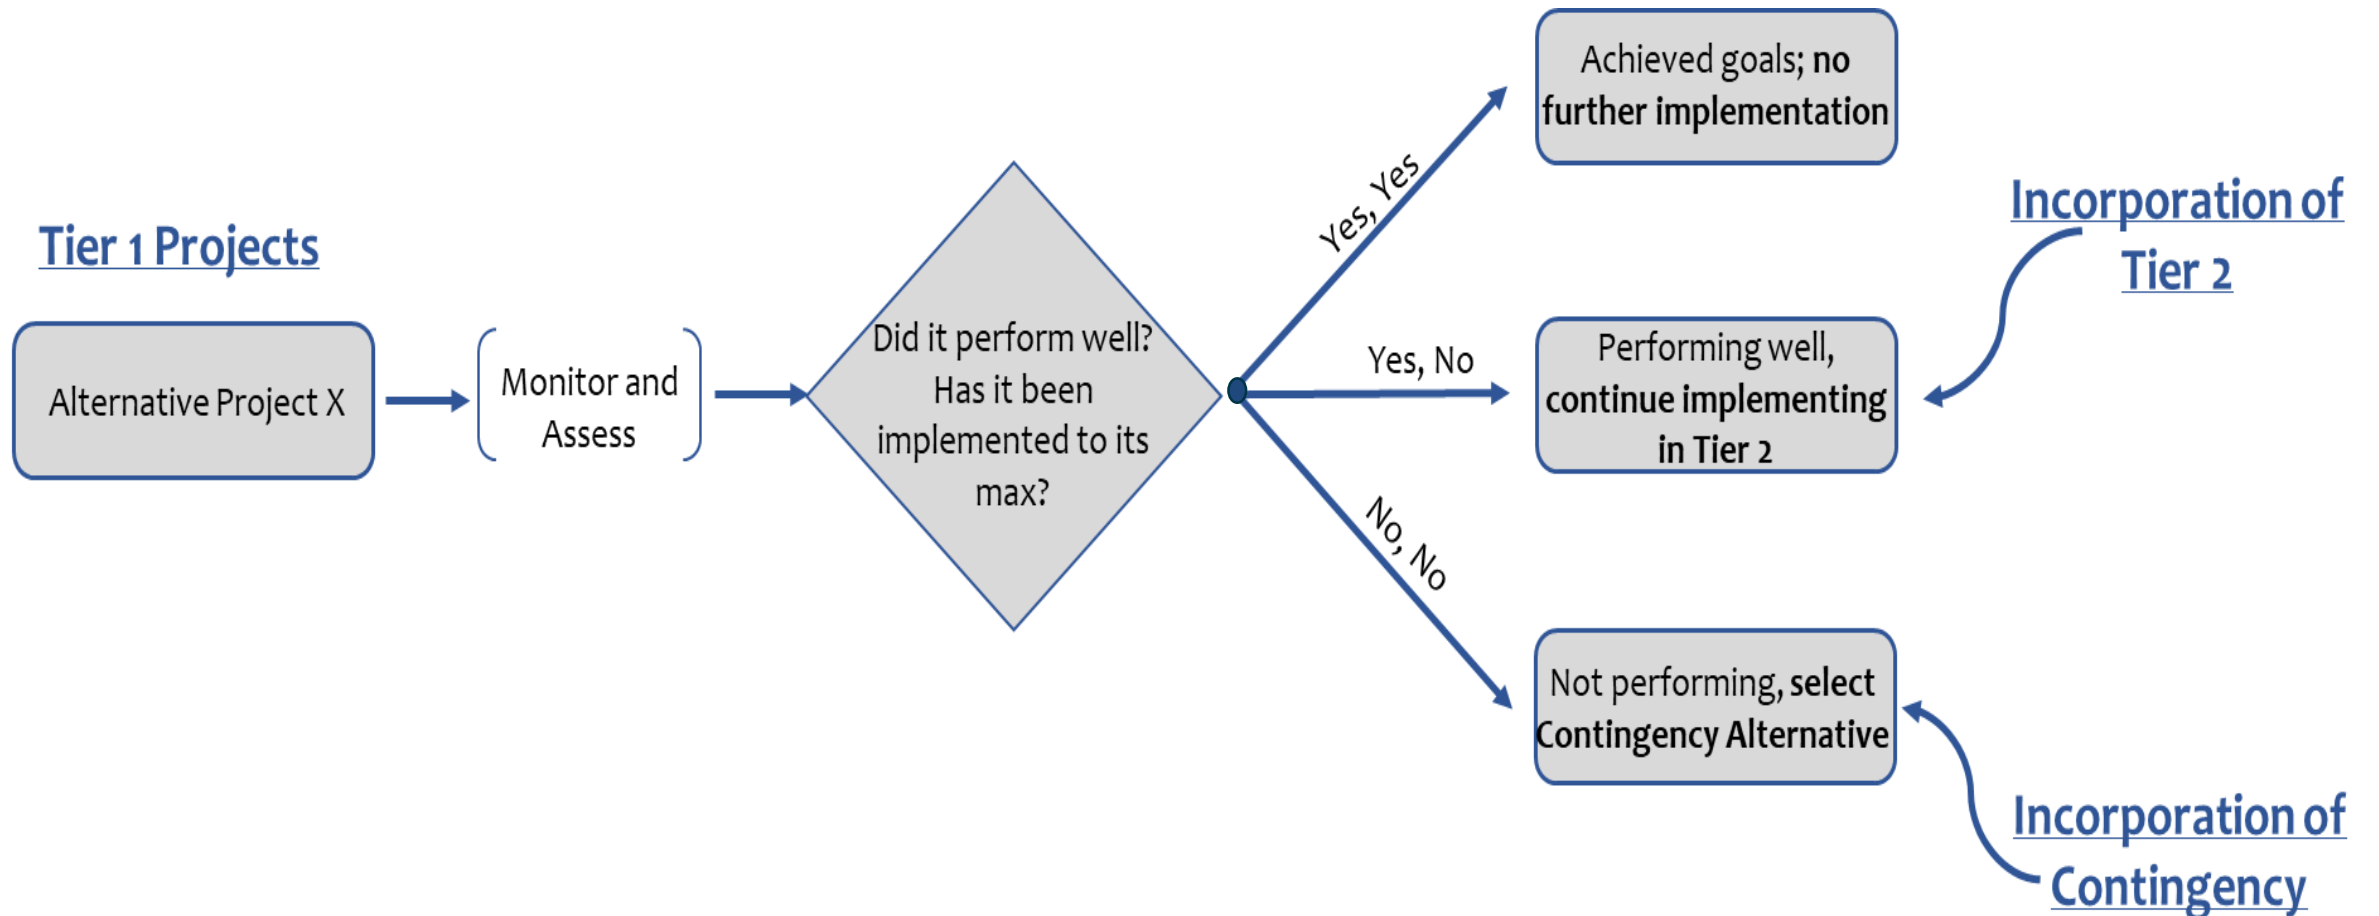 Tier 1 Projects
Alternative Project X
Monitor and
Assess
Did it perform well?
Has it been
implemented to its
max?
Yes, Yes
Yes, No
No, No
Achieved goals; no
further implementation
Performing well,
continue implementing
in Tier 2
Not performing, select
Contingency Alternative
Incorporation of
Tier 2
Incorporation of
Contingency